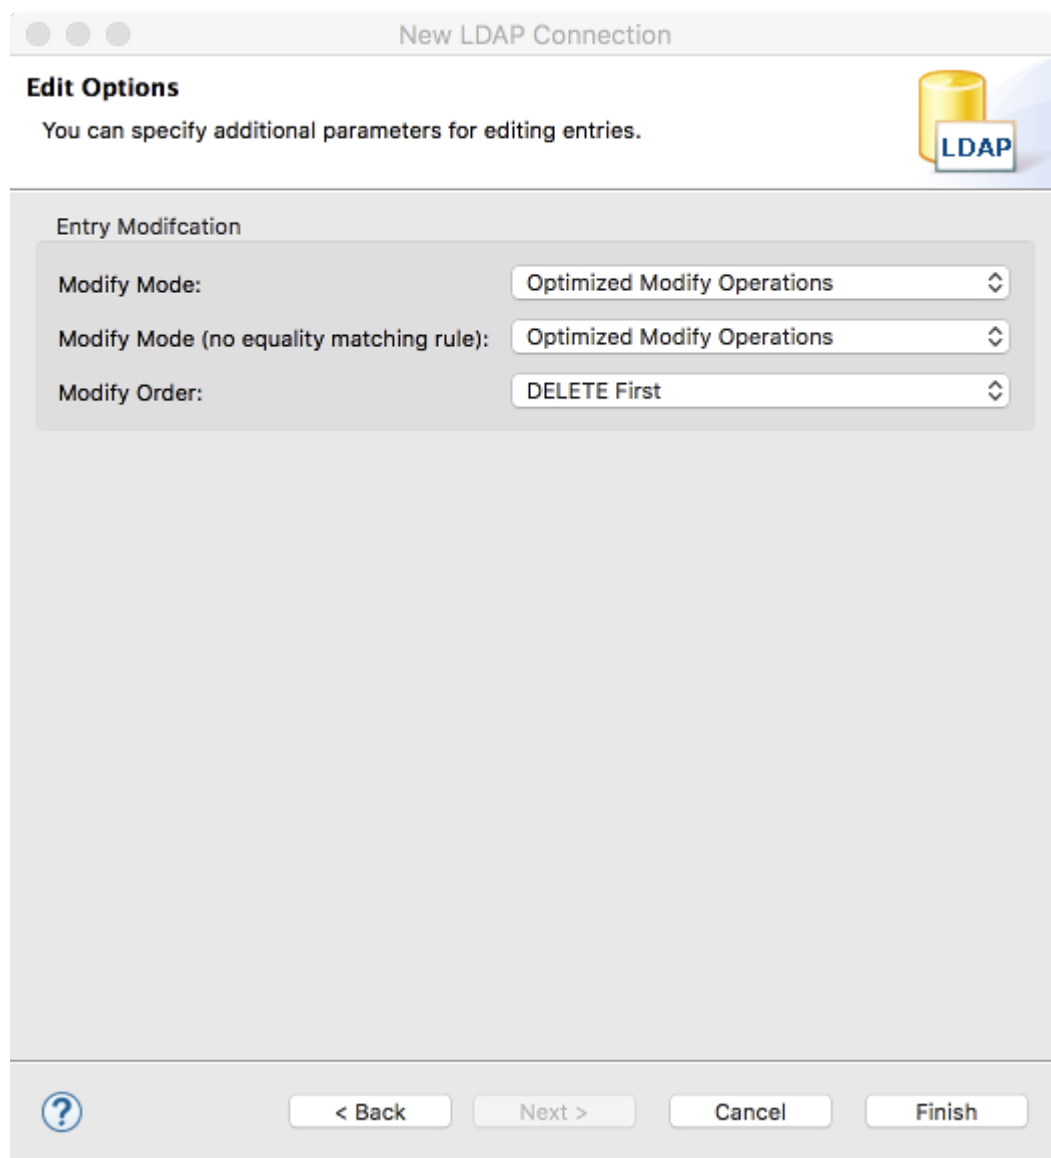 New LDAP Connection
Edit Options
You can specify additional parameters for editing entries.
LDAP
Entry Modifcation
Modify Mode: Optimized Modify Operations
Modify Mode (no equality matching rule): Optimized Modify Operations
Modify Order: DELETE First
? < Back Next > Cancel Finish